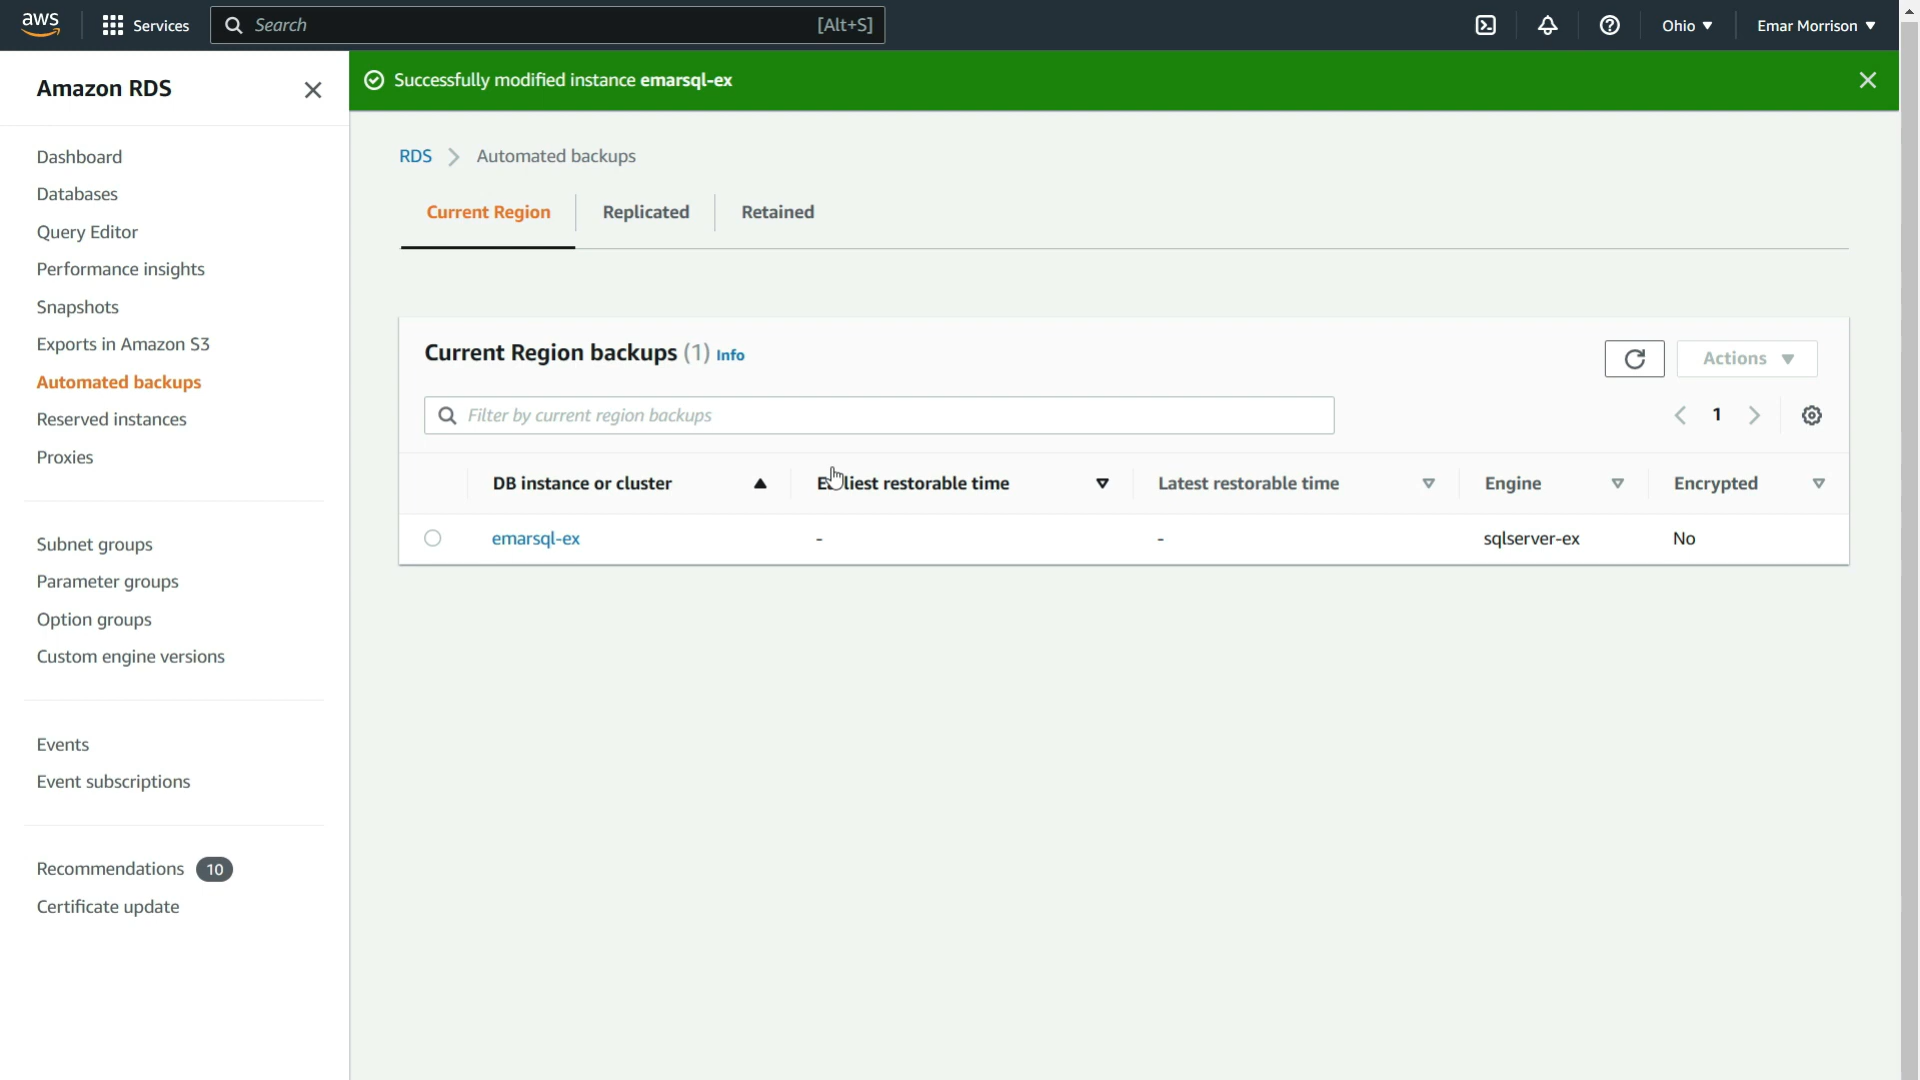 aws
Services
Search
[Alt+S]
Ohio
Emar Morrison
Amazon RDS
Dashboard
Databases
Query Editor
Performance insights
Snapshots
Exports in Amazon S3
Automated backups
Reserved instances
Proxies
Subnet groups
Parameter groups
Option groups
Custom engine versions
Events
Event subscriptions
Recommendations 10
Certificate update
Successfully modified instance emarsql-ex
RDS > Automated backups
Current Region
Replicated
Retained
Current Region backups (1) Info
Actions
Filter by current region backups
1
DB instance or cluster
Earliest restorable time
Latest restorable time
Engine
Encrypted
emarsql-ex
-
-
sqlserver-ex
No